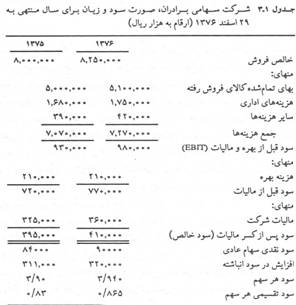 جدول ۳.۱ شرکت سهامی برادران، صورت سود و زیان برای سال منتهی به
۲۹ اسفند ۱۳۷۶ (ارقام به هزار ریال)
۱۳۷۶ ۱۳۷۵
خالص فروش ۸,۲۵۰,۰۰۰ ۸,۰۰۰,۰۰۰
منهای:
بهای تمام‌شده کالای فروش رفته ۵,۱۰۰,۰۰۰ ۵,۰۰۰,۰۰۰
هزینه‌های اداری ۱,۷۵۰,۰۰۰ ۱,۶۸۰,۰۰۰
سایر هزینه‌ها ۴۲۰,۰۰۰ ۳۹۰,۰۰۰
جمع هزینه‌ها ۷,۲۷۰,۰۰۰ ۷,۰۷۰,۰۰۰
سود قبل از بهره و مالیات (EBIT) ۹۸۰,۰۰۰ ۹۳۰,۰۰۰
هزینه بهره ۲۱۰,۰۰۰ ۲۱۰,۰۰۰
سود قبل از مالیات ۷۷۰,۰۰۰ ۷۲۰,۰۰۰
منهای:
مالیات شرکت ۳۶۰,۰۰۰ ۳۲۵,۰۰۰
سود پس از کسر مالیات (سود خالص) ۴۱۰,۰۰۰ ۳۹۵,۰۰۰
سود نقدی سهام عادی ۹۰۰۰۰ ۸۴۰۰۰
افزایش در سود انباشته ۳۲۰,۰۰۰ ۳۱۱,۰۰۰
سود هر سهم ۳/۹۴۰ ۳/۹۰
سود تقسیمی هر سهم ۰/۸۶۵ ۰/۸۳